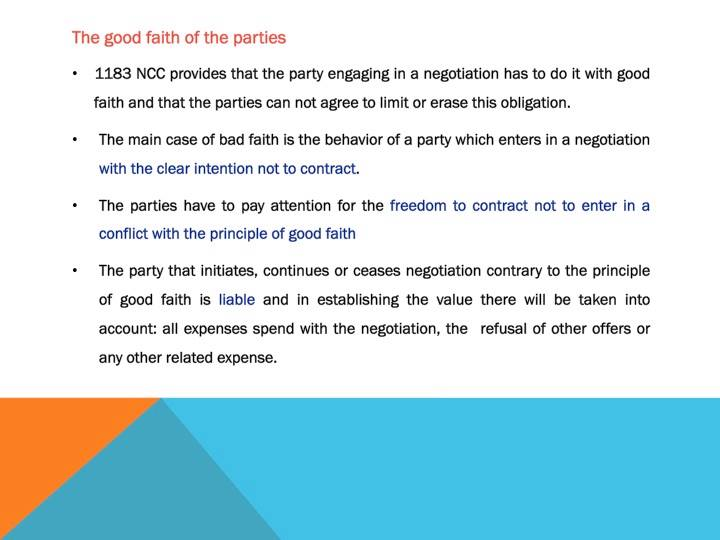 The good faith of the parties
• 1183 NCC provides that the party engaging in a negotiation has to do it with good
faith and that the parties can not agree to limit or erase this obligation.
• The main case of bad faith is the behavior of a party which enters in a negotiation
with the clear intention not to contract.
• The parties have to pay attention for the freedom to contract not to enter in a
conflict with the principle of good faith
• The party that initiates, continues or ceases negotiation contrary to the principle
of good faith is liable and in establishing the value there will be taken into
account: all expenses spend with the negotiation, the refusal of other offers or
any other related expense.